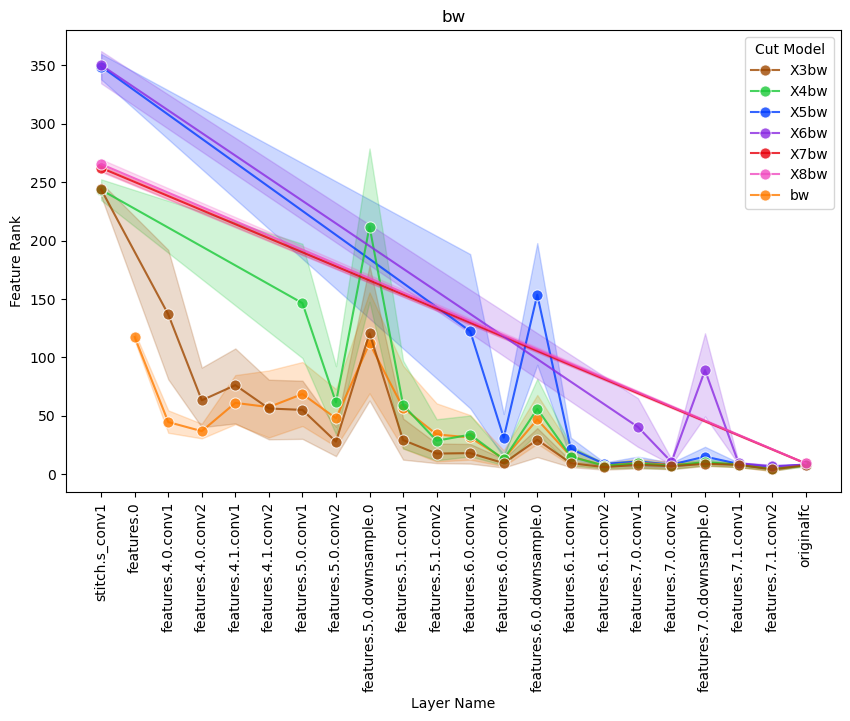 bw
Cut Model
X3bw
X4bw
X5bw
X6bw
X7bw
X8bw
bw
Feature Rank
350
300
250
200
150
100
50
0
stitch.s_conv1
features.0
features.4.0.conv1
features.4.0.conv2
features.4.1.conv1
features.4.1.conv2
features.5.0.conv1
features.5.0.conv2
features.5.0.downsample.0
features.5.1.conv1
features.5.1.conv2
features.6.0.conv1
features.6.0.conv2
features.6.0.downsample.0
features.6.1.conv1
features.6.1.conv2
features.7.0.conv1
features.7.0.conv2
features.7.0.downsample.0
features.7.1.conv1
features.7.1.conv2
originalfc
Layer Name